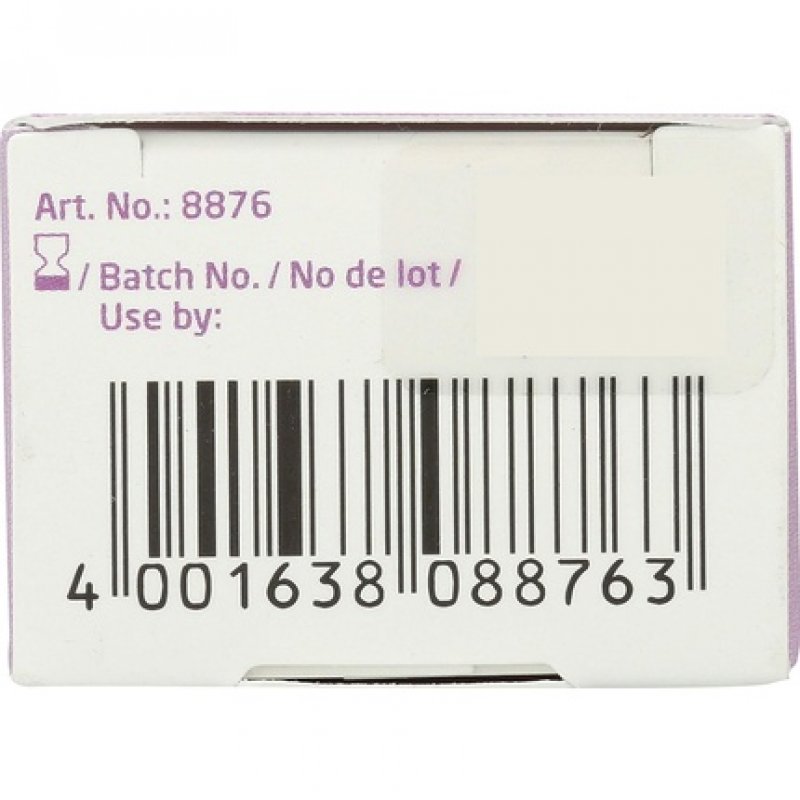 Art. No.: 8876
/ Batch No. / No de lot /
Use by:
4 001638 088763